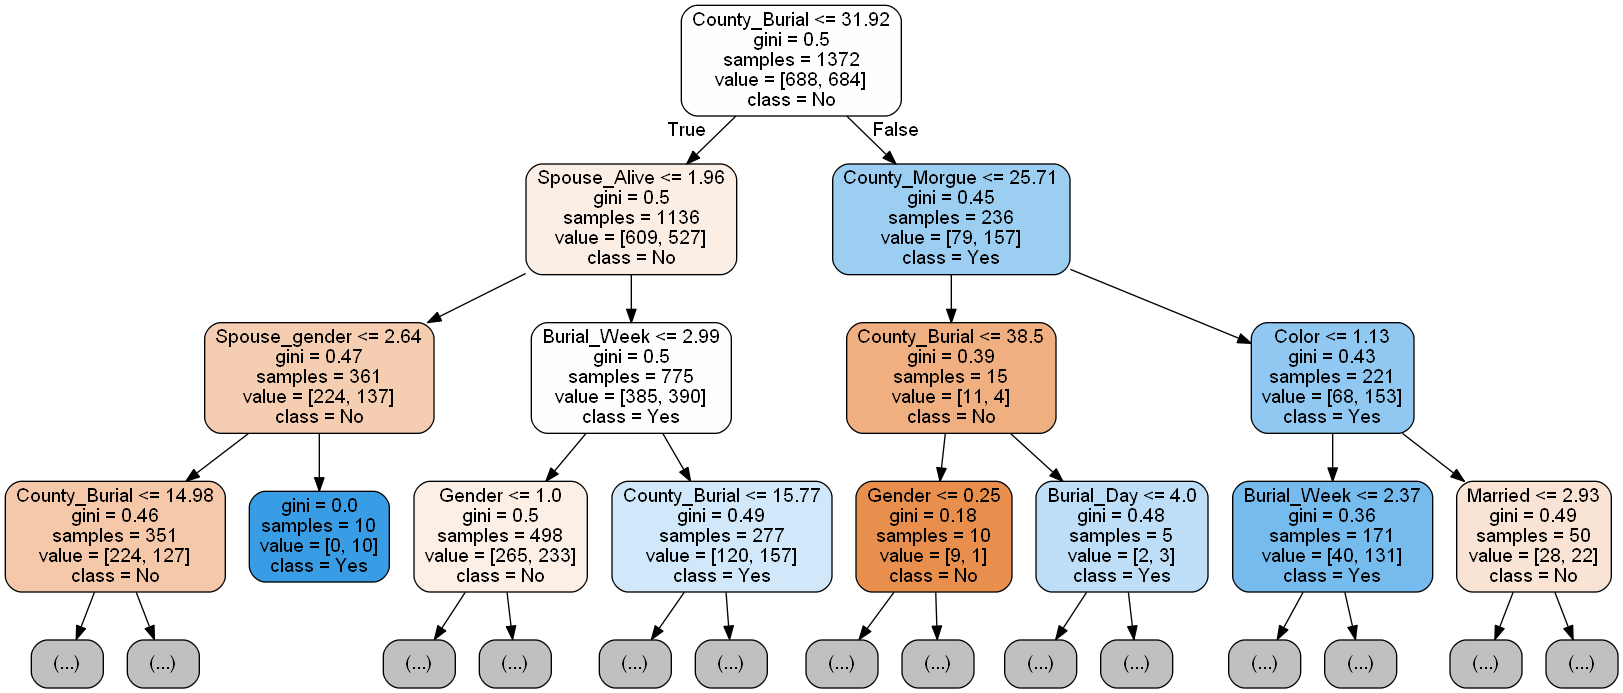 County_Burial <= 31.92
gini = 0.5
samples = 1372
value = [688, 684]
class = No
True
False
Spouse_Alive <= 1.96
gini = 0.5
samples = 1136
value = [609, 527]
class = No
County_Morgue <= 25.71
gini = 0.45
samples = 236
value = [79, 157]
class = Yes
Spouse_gender <= 2.64
gini = 0.47
samples = 361
value = [224, 137]
class = No
Burial_Week <= 2.99
gini = 0.5
samples = 775
value = [385, 390]
class = Yes
County_Burial <= 38.5
gini = 0.39
samples = 15
value = [11, 4]
class = No
Color <= 1.13
gini = 0.43
samples = 221
value = [68, 153]
class = Yes
County_Burial <= 14.98
gini = 0.46
samples = 351
value = [224, 127]
class = No
gini = 0.0
samples = 10
value = [0, 10]
class = Yes
Gender <= 1.0
gini = 0.5
samples = 498
value = [265, 233]
class = No
County_Burial <= 15.77
gini = 0.49
samples = 277
value = [120, 157]
class = Yes
Gender <= 0.25
gini = 0.18
samples = 10
value = [9, 1]
class = No
Burial_Day <= 4.0
gini = 0.48
samples = 5
value = [2, 3]
class = Yes
Burial_Week <= 2.37
gini = 0.36
samples = 171
value = [40, 131]
class = Yes
Married <= 2.93
gini = 0.49
samples = 50
value = [28, 22]
class = No
(...)
(...)
(...)
(...)
(...)
(...)
(...)
(...)
(...)
(...)
(...)
(...)
(...)
(...)